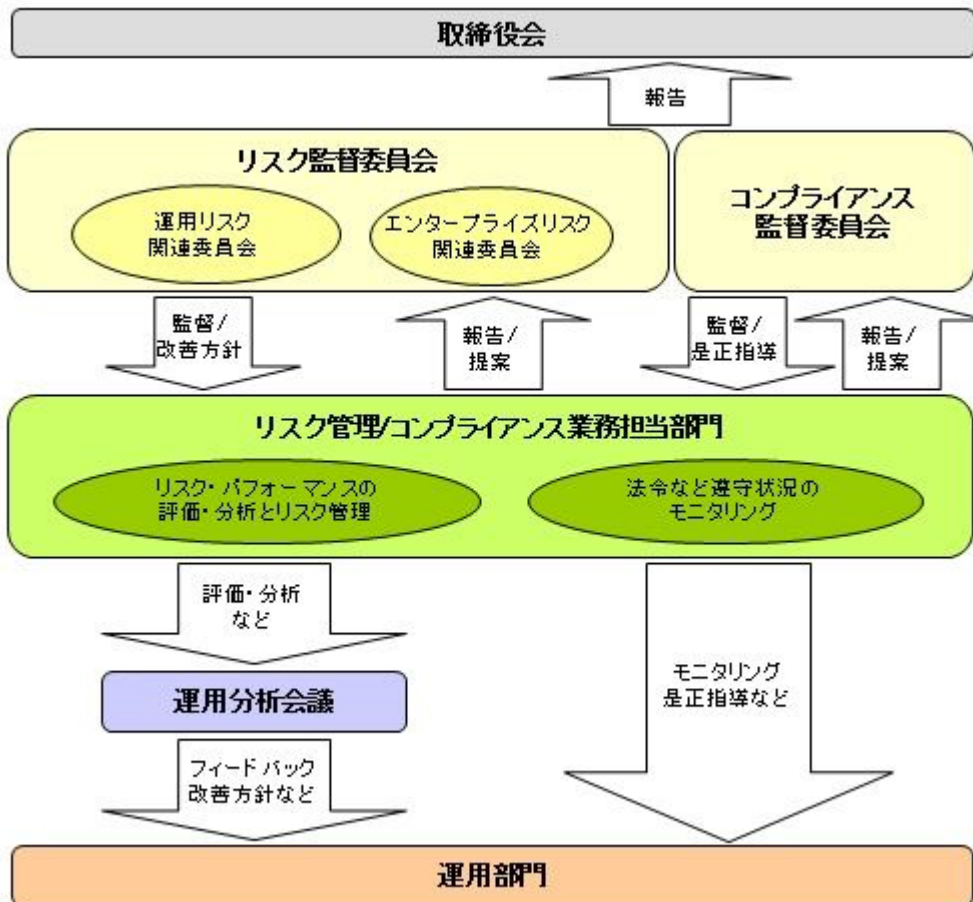 取締役会
報告
リスク監督委員会
運用リスク
関連委員会
エンタープライズリスク
関連委員会
コンプライアンス
監督委員会
監督/
改善方針
報告/
提案
監督/
是正指導
報告/
提案
リスク管理/コンプライアンス業務担当部門
リスク・パフォーマンスの
評価・分析とリスク管理
法令など遵守状況の
モニタリング
評価・分析
など
運用分析会議
モニタリング
是正指導など
フィードバック
改善方針など
運用部門